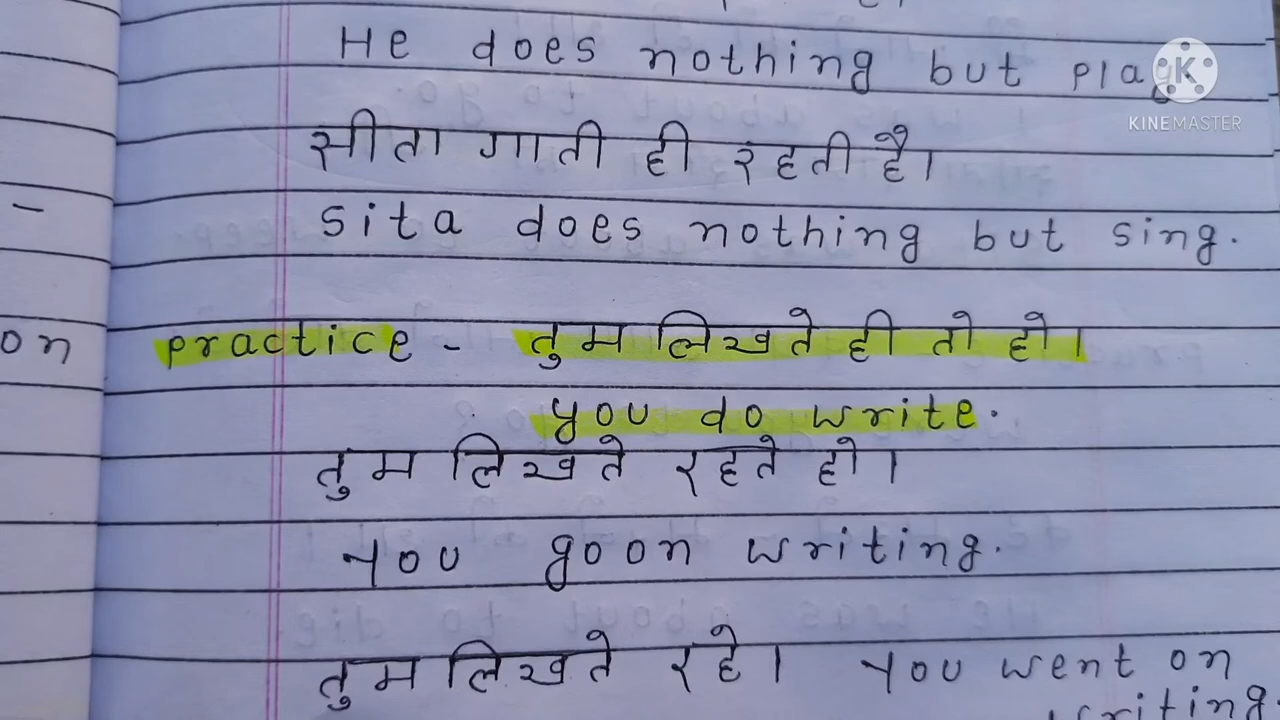 He does nothing but play
KINEMASTER
सीता गाती ही रहती है।
sita does nothing but sing.
on practice - तुम लिखते ही तो हो।
you do write.
तुम लिखते रहते हो।
You goon writing.
तुम लिखते रहे। You went on
writing.